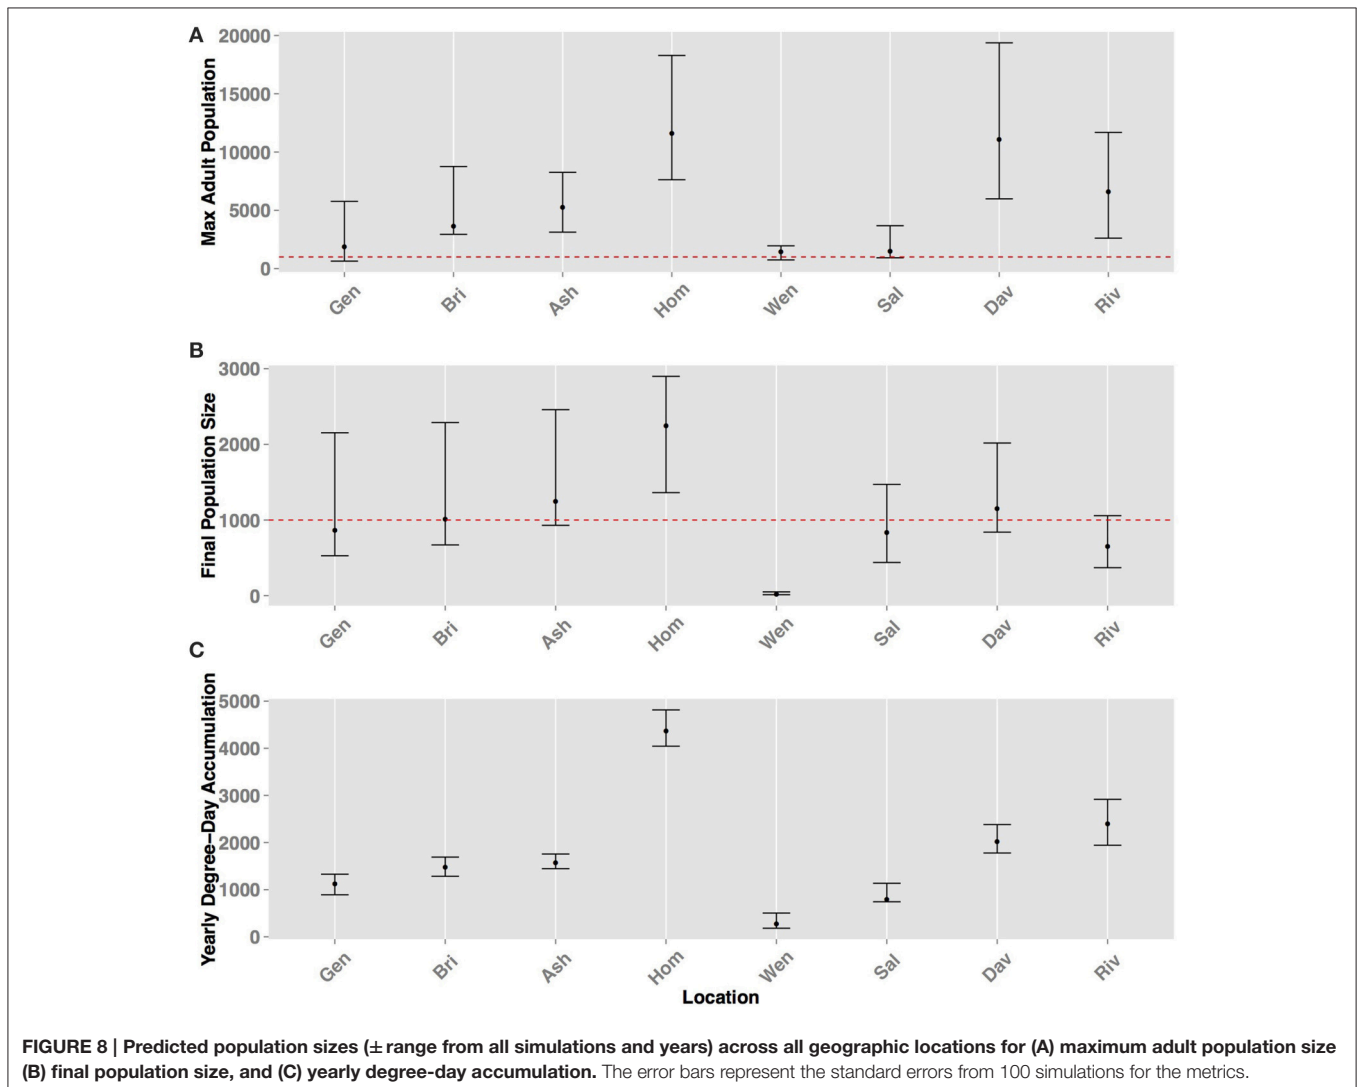 A
Max Adult Population
20000
15000
10000
5000
0
Gen Bri Ash Hom Wen Sal Dav Riv
B
Final Population Size
3000
2000
1000
0
Gen Bri Ash Hom Wen Sal Dav Riv
C
Yearly Degree–Day Accumulation
5000
4000
3000
2000
1000
0
Gen Bri Ash Hom Wen Sal Dav Riv
Location
FIGURE 8 | Predicted population sizes (± range from all simulations and years) across all geographic locations for (A) maximum adult population size
(B) final population size, and (C) yearly degree-day accumulation. The error bars represent the standard errors from 100 simulations for the metrics.